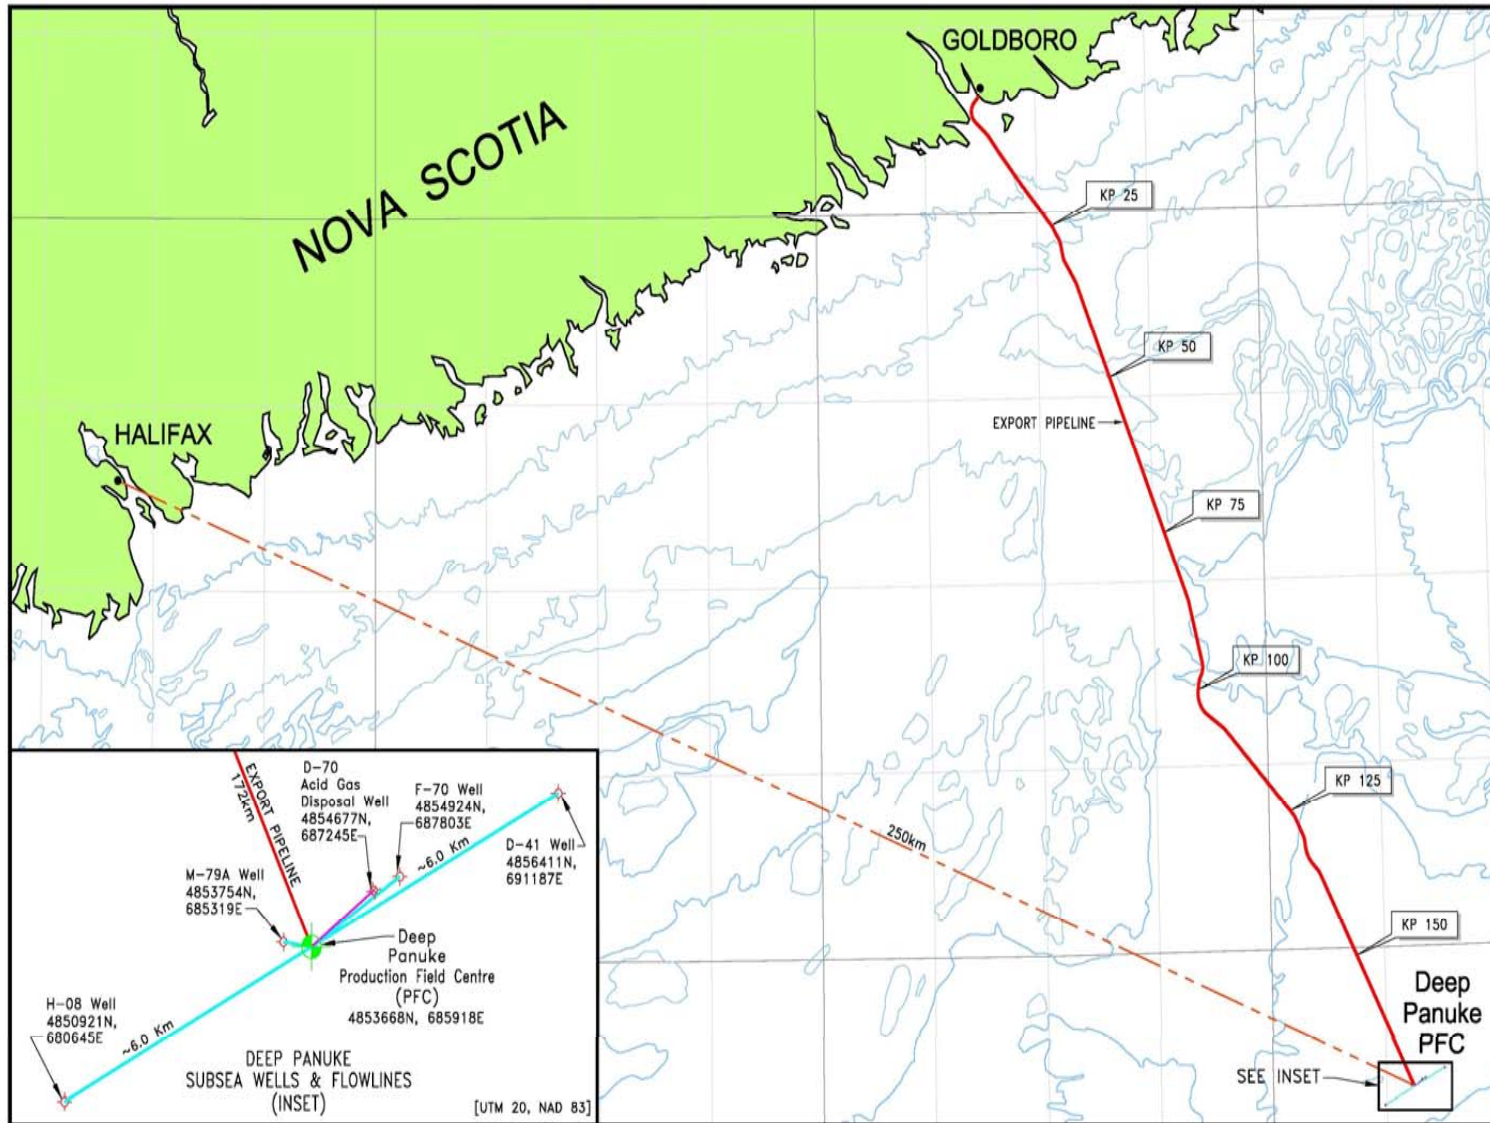 GOLDBORO
NOVA SCOTIA
KP 25
KP 50
EXPORT PIPELINE
HALIFAX
KP 75
KP 100
KP 125
250km
KP 150
Deep
Panuke
PFC
SEE INSET
EXPORT PIPELINE
172km
D-70
Acid Gas
Disposal Well
4854677N,
687245E
F-70 Well
4854924N,
687803E
~6.0 Km
D-41 Well
4856411N,
691187E
M-79A Well
4853754N,
685319E
Deep
Panuke
Production Field Centre
(PFC)
4853668N, 685918E
H-08 Well
4850921N,
680645E
~6.0 Km
DEEP PANUKE
SUBSEA WELLS & FLOWLINES
(INSET)
[UTM 20, NAD 83]